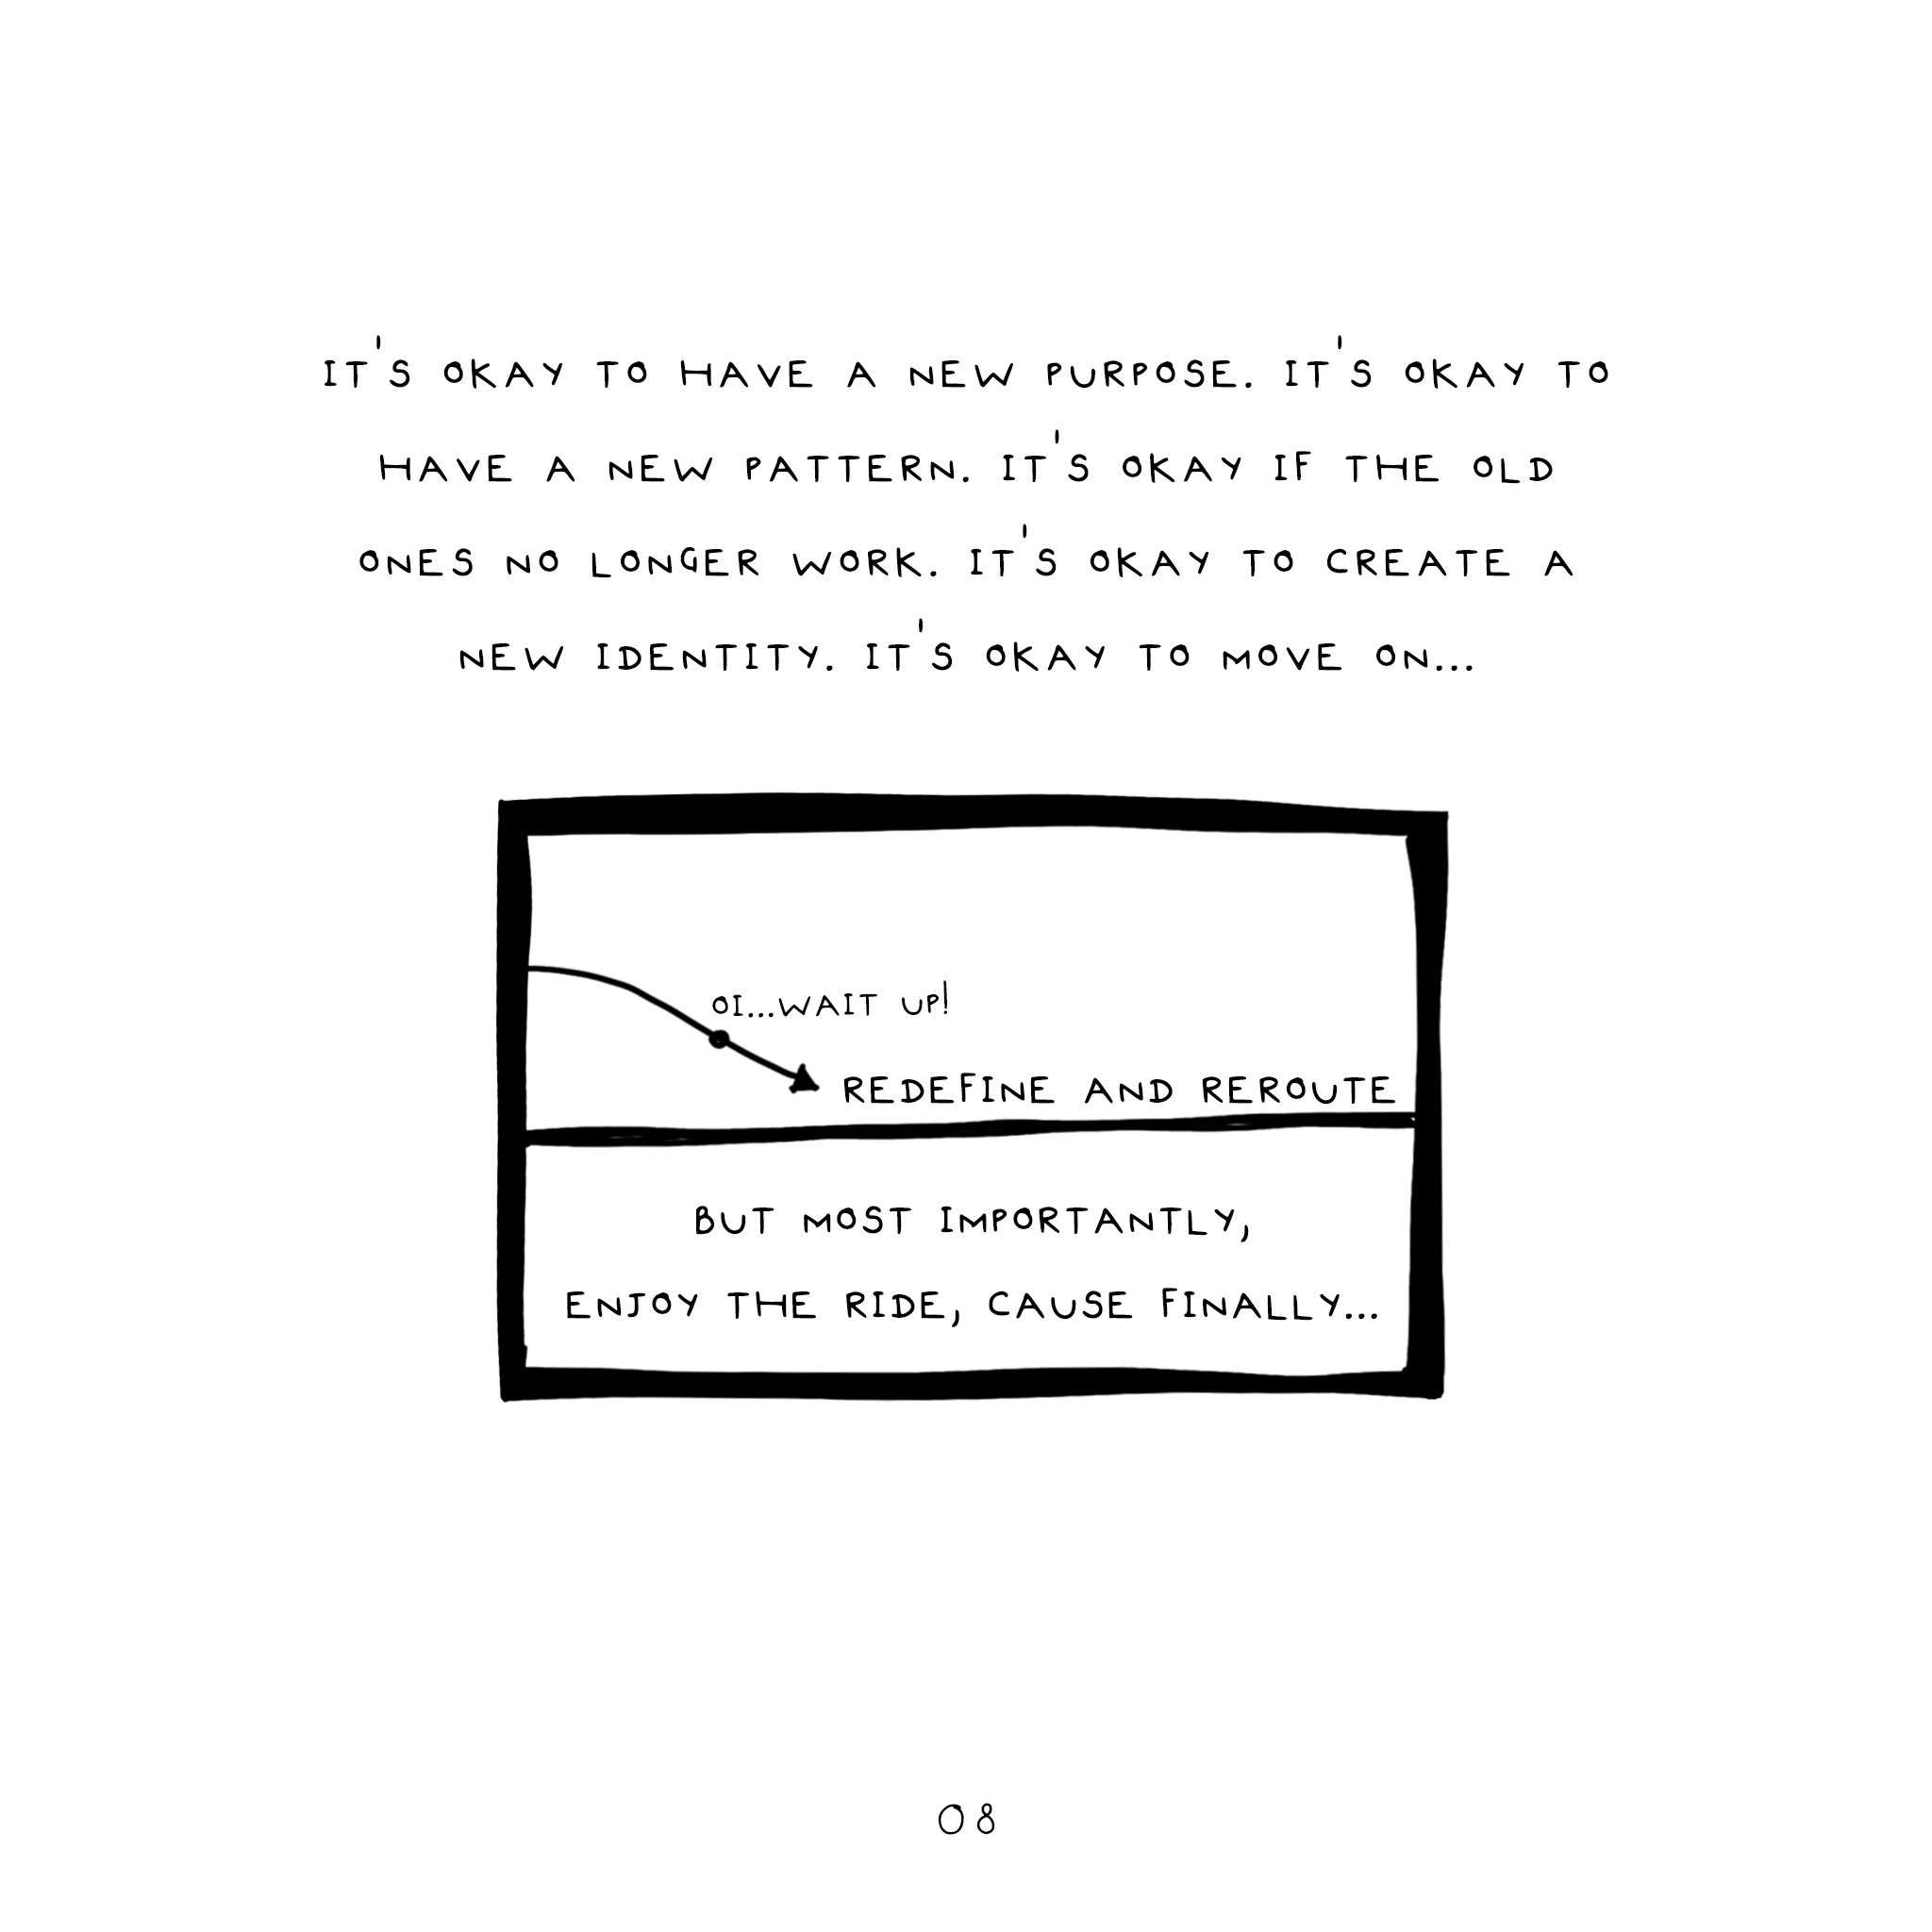 IT'S OKAY TO HAVE A NEW PURPOSE. IT'S OKAY TO
HAVE A NEW PATTERN. IT'S OKAY IF THE OLD
ONES NO LONGER WORK. IT'S OKAY TO CREATE A
NEW IDENTITY. IT'S OKAY TO MOVE ON...
OI...WAIT UP!
REDEFINE AND REROUTE
BUT MOST IMPORTANTLY,
ENJOY THE RIDE, CAUSE FINALLY...
08